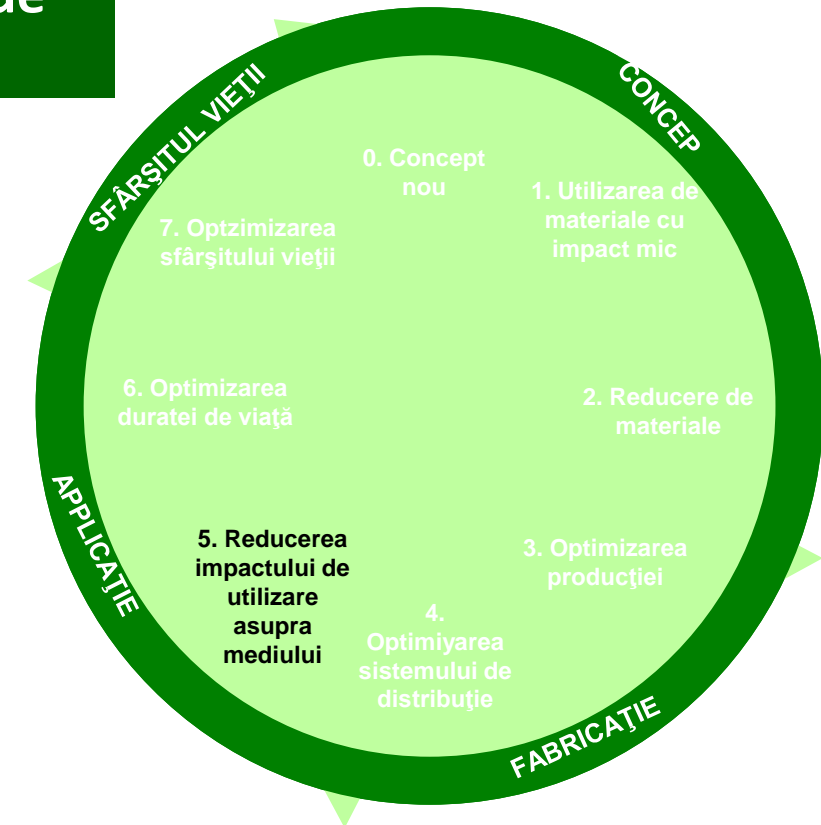 de
SFÂRŞITUL VIEŢII
CONCEP
0. Concept
nou
1. Utilizarea de
materiale cu
impact mic
7. Optzimizarea
sfârşitului vieţii
6. Optimizarea
duratei de viaţă
2. Reducere de
materiale
APPLICAŢIE
5. Reducerea
impactului de
utilizare
asupra
mediului
3. Optimizarea
producţiei
4.
Optimiyarea
sistemului de
distribuţie
FABRICAŢIE